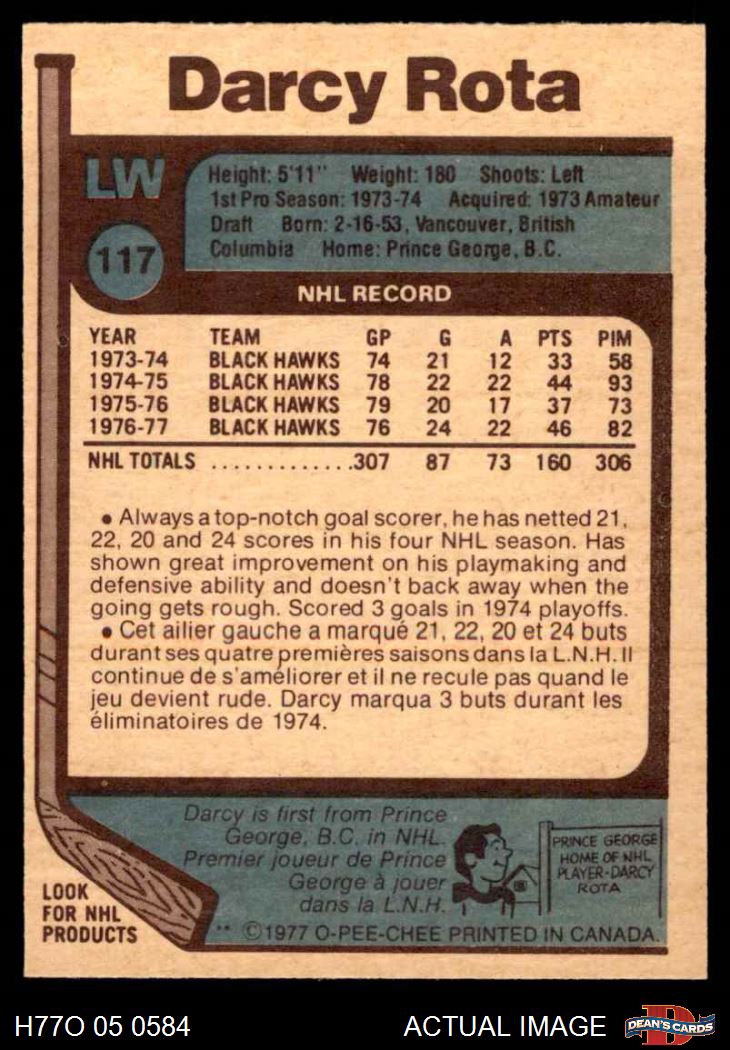 Darcy Rota
LW
117
Height: 5'11" Weight: 180 Shoots: Left
1st Pro Season: 1973-74 Acquired: 1973 Amateur
Draft Born: 2-16-53, Vancouver, British
Columbia Home: Prince George, B.C.
NHL RECORD
YEAR TEAM GP G A PTS PIM
1973-74 BLACK HAWKS 74 21 12 33 58
1974-75 BLACK HAWKS 78 22 22 44 93
1975-76 BLACK HAWKS 79 20 17 37 73
1976-77 BLACK HAWKS 76 24 22 46 82
NHL TOTALS .............307 87 73 160 306
• Always a top-notch goal scorer, he has netted 21,
22, 20 and 24 scores in his four NHL season. Has
shown great improvement on his playmaking and
defensive ability and doesn't back away when the
going gets rough. Scored 3 goals in 1974 playoffs.
• Cet ailier gauche a marqué 21, 22, 20 et 24 buts
durant ses quatre premières saisons dans la L.N.H. Il
continue de s'améliorer et il ne recule pas quand le
jeu devient rude. Darcy marqua 3 buts durant les
éliminatoires de 1974.
Darcy is first from Prince
George, B.C. in NHL.
Premier joueur de Prince
George à jouer
dans la L.N.H.
PRINCE GEORGE
HOME OF NHL
PLAYER-DARCY
ROTA
LOOK
FOR NHL
PRODUCTS
** ©1977 O-PEE-CHEE PRINTED IN CANADA.
H77O 05 0584
ACTUAL IMAGE
D
DEAN'S CARDS